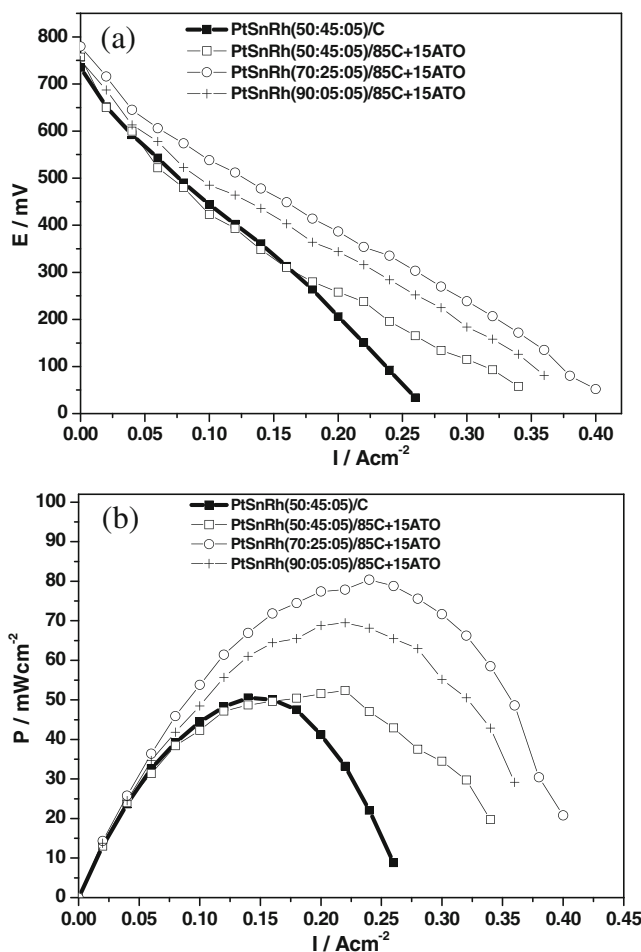 (a)
PtSnRh(50:45:05)/C
PtSnRh(50:45:05)/85C+15ATO
PtSnRh(70:25:05)/85C+15ATO
PtSnRh(90:05:05)/85C+15ATO
800
700
600
500
400
300
200
100
0
E / mV
0.00 0.05 0.10 0.15 0.20 0.25 0.30 0.35 0.40
I / Acm-2
(b)
PtSnRh(50:45:05)/C
PtSnRh(50:45:05)/85C+15ATO
PtSnRh(70:25:05)/85C+15ATO
PtSnRh(90:05:05)/85C+15ATO
100
90
80
70
60
50
40
30
20
10
0
P / mWcm-2
0.00 0.05 0.10 0.15 0.20 0.25 0.30 0.35 0.40 0.45
I / Acm-2